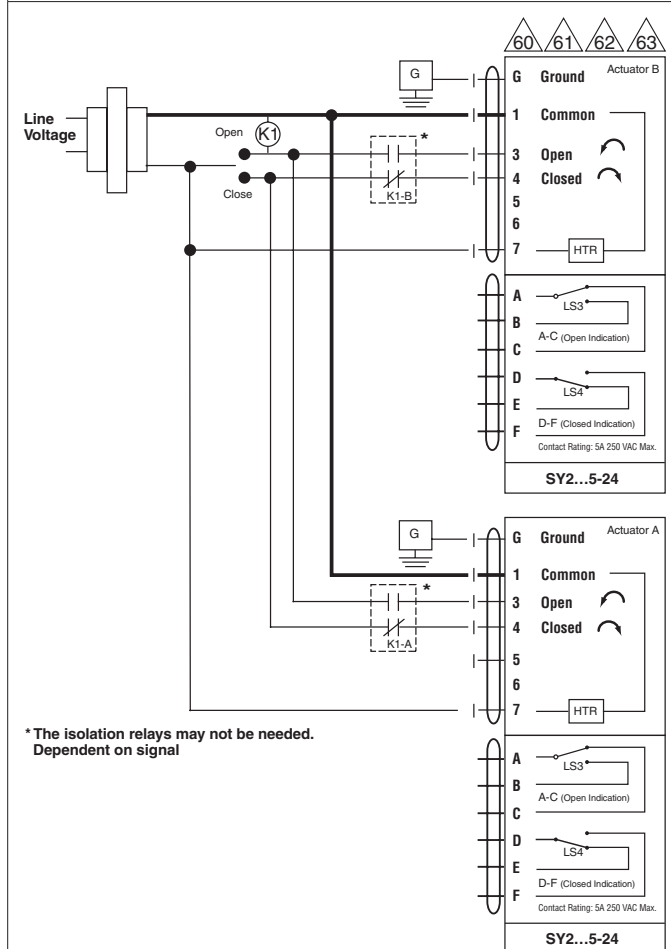 60 61 62 63
G
G Ground
Actuator B
Line
Voltage
1 Common
Open
K1
*
3 Open
4 Closed
Close
K1-B
5
6
7
HTR
A
LS3
B
A-C (Open Indication)
C
D
LS4
E
D-F (Closed Indication)
F
Contact Rating: 5A 250 VAC Max.
SY2…5-24
G
G Ground
Actuator A
1 Common
*
3 Open
4 Closed
K1-A
5
6
7
HTR
* The isolation relays may not be needed.
Dependent on signal
A
LS3
B
A-C (Open Indication)
C
D
LS4
E
D-F (Closed Indication)
F
Contact Rating: 5A 250 VAC Max.
SY2…5-24